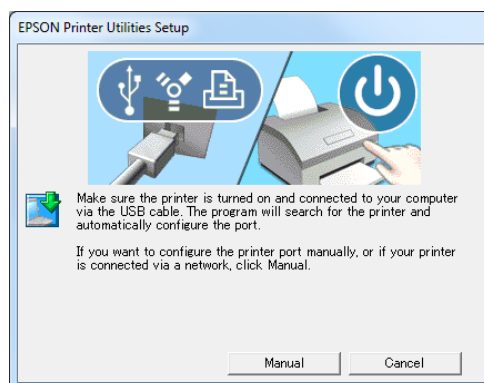 EPSON Printer Utilities Setup
Make sure the printer is turned on and connected to your computer
via the USB cable. The program will search for the printer and
automatically configure the port.
If you want to configure the printer port manually, or if your printer
is connected via a network, click Manual.
Manual
Cancel